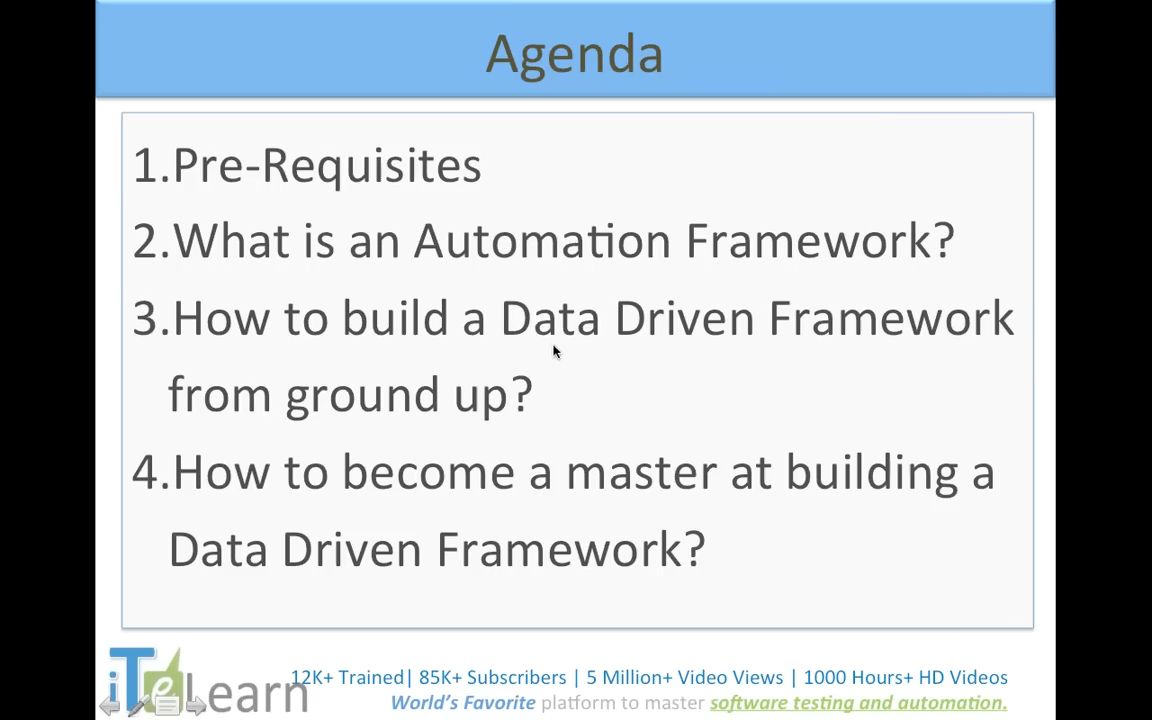 Agenda
1.Pre-Requisites
2.What is an Automation Framework?
3.How to build a Data Driven Framework
from ground up?
4.How to become a master at building a
Data Driven Framework?
iTeLearn
12K+ Trained| 85K+ Subscribers | 5 Million+ Video Views | 1000 Hours+ HD Videos
World's Favorite platform to master software testing and automation.